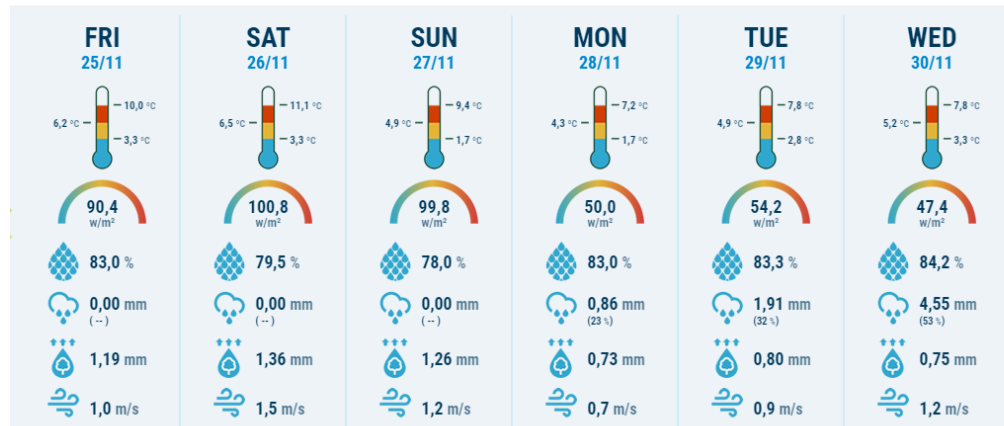 FRI
25/11
10,0 °C
6,2 °C
3,3 °C
90,4
w/m²
83,0 %
0,00 mm
( -- )
1,19 mm
1,0 m/s
SAT
26/11
11,1 °C
6,5 °C
3,3 °C
100,8
w/m²
79,5 %
0,00 mm
( -- )
1,36 mm
1,5 m/s
SUN
27/11
9,4 °C
4,9 °C
1,7 °C
99,8
w/m²
78,0 %
0,00 mm
( -- )
1,26 mm
1,2 m/s
MON
28/11
7,2 °C
4,3 °C
1,7 °C
50,0
w/m²
83,0 %
0,86 mm
(23 %)
0,73 mm
0,7 m/s
TUE
29/11
7,8 °C
4,9 °C
2,8 °C
54,2
w/m²
83,3 %
1,91 mm
(32 %)
0,80 mm
0,9 m/s
WED
30/11
7,8 °C
5,2 °C
3,3 °C
47,4
w/m²
84,2 %
4,55 mm
(53 %)
0,75 mm
1,2 m/s